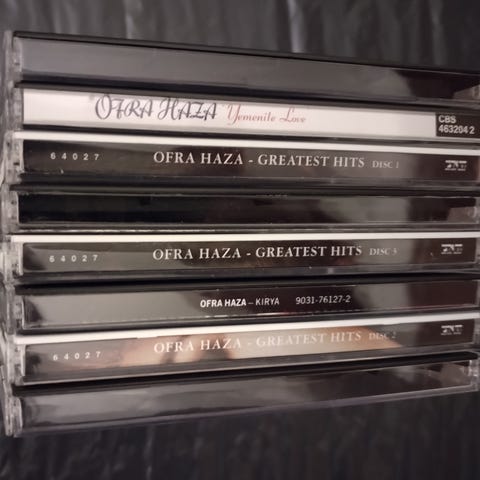 OFRA HAZA Yemenite Love CBS 463204 2
64027 OFRA HAZA - GREATEST HITS DISC 1
64027 OFRA HAZA - GREATEST HITS DISC 3
OFRA HAZA – KIRYA 9031-76127-2
64027 OFRA HAZA - GREATEST HITS DISC 2